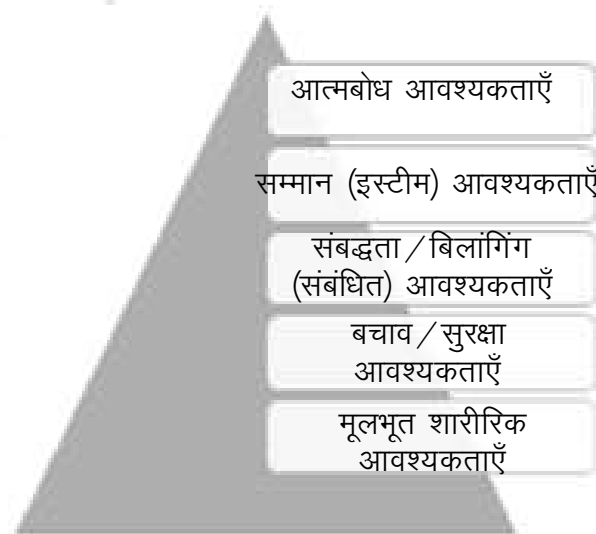 आत्मबोध आवश्यकताएँ
सम्मान (इस्टीम) आवश्यकताएँ
संबद्धता / बिलांगिंग
(संबंधित) आवश्यकताएँ
बचाव / सुरक्षा
आवश्यकताएँ
मूलभूत शारीरिक
आवश्यकताएँ